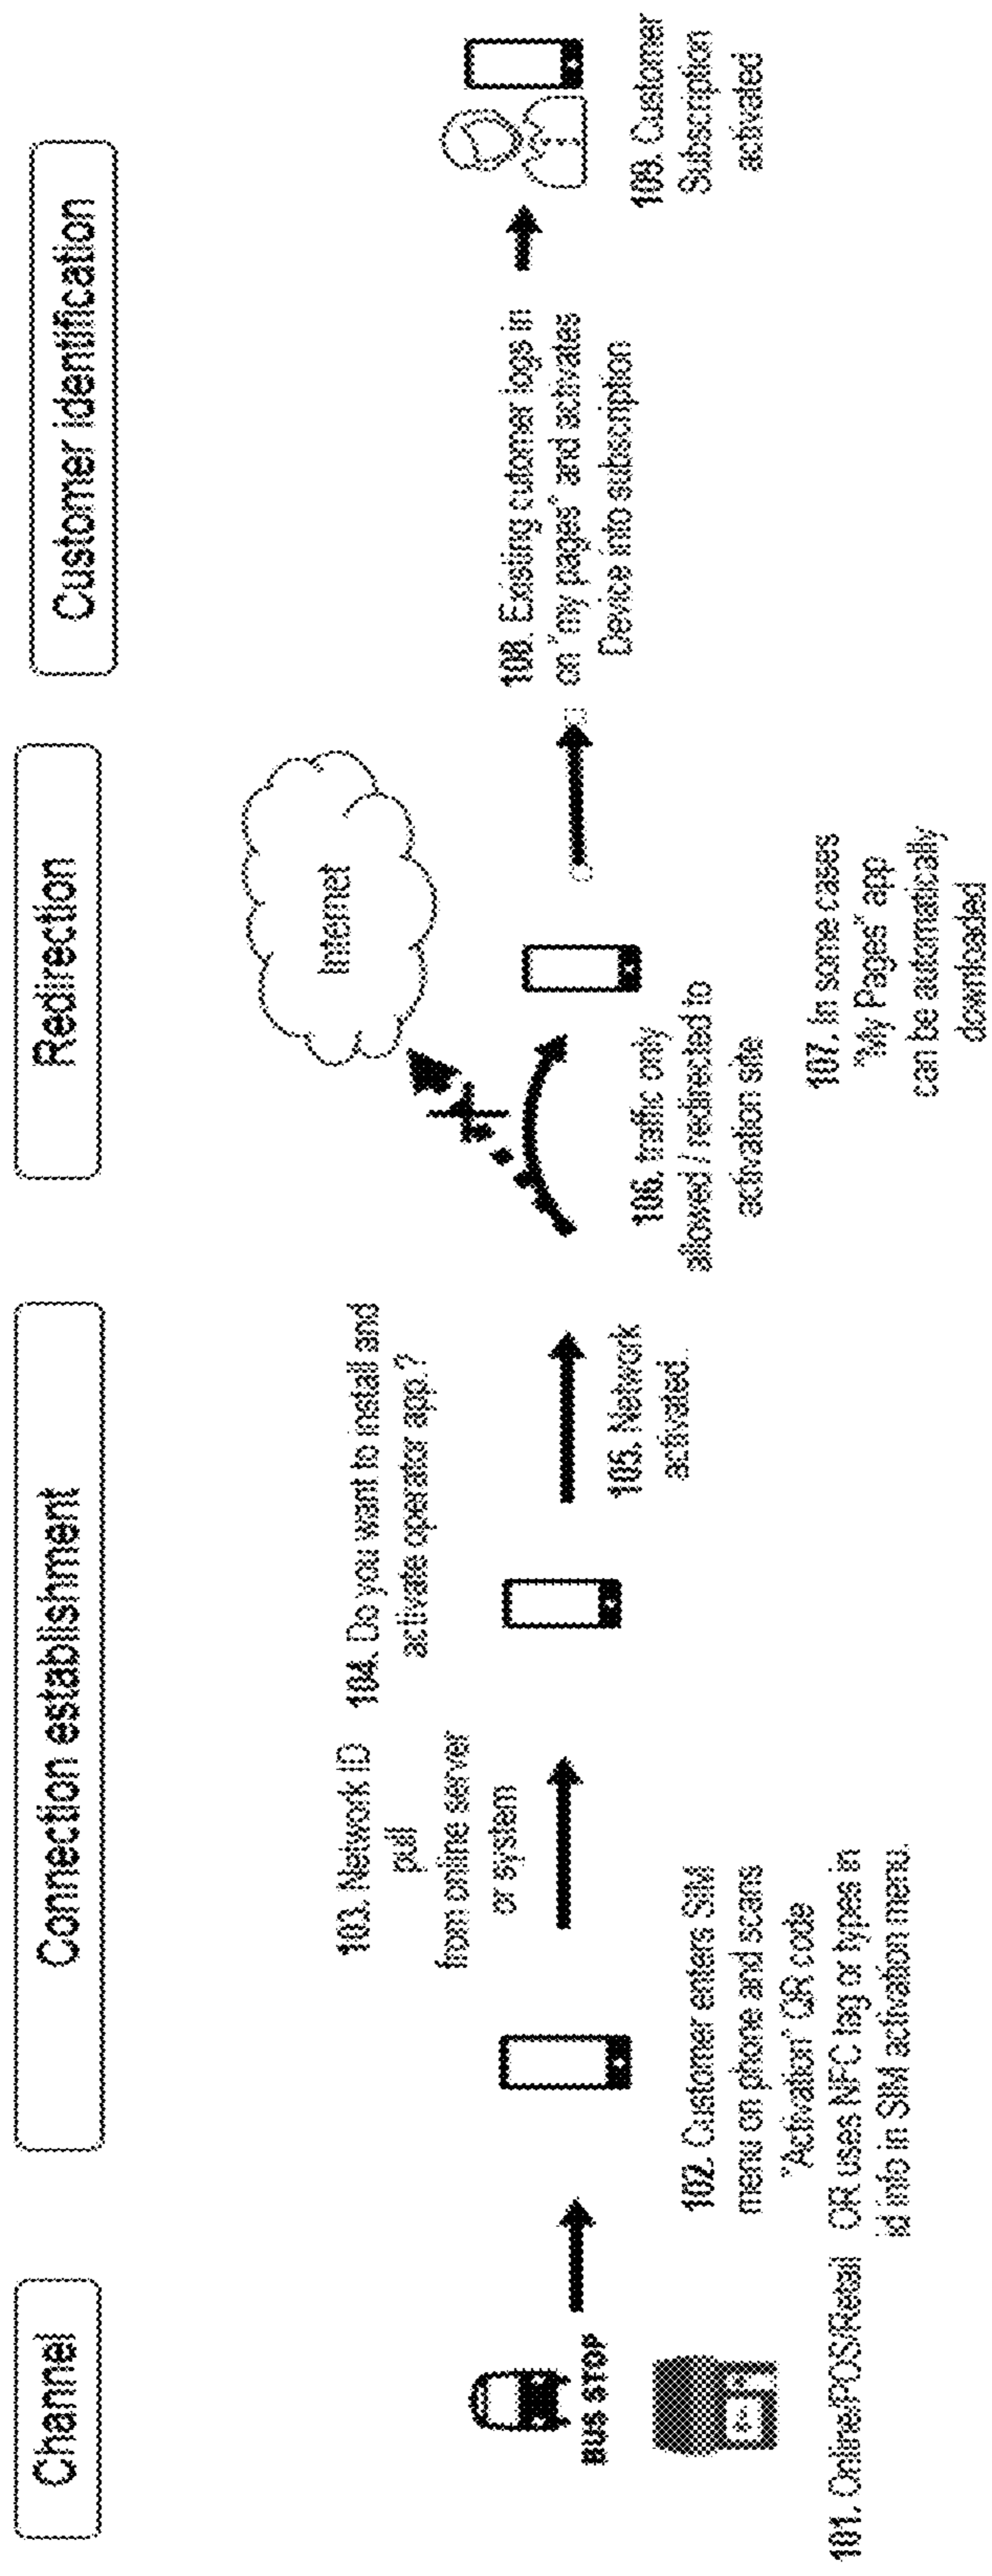 Channel
Connection establishment
Redirection
Customer identification
BUS STOP
101. Online/POS/Retail
102. Customer enters SIM
menu on phone and scans
"Activation" QR code
OR uses NFC tag or types in
id info in SIM activation menu.
103. Network ID
pull
from online server
or system
104. Do you want to install and
activate operator app.?
105. Network
activated.
Internet
106. traffic only
allowed / redirected to
activation site
107. In some cases
"My Pages" app
can be automatically
downloaded
108. Existing cutomer logs in
on "my pages" and activates
Device into subscription
109. Customer
Subscription
activated